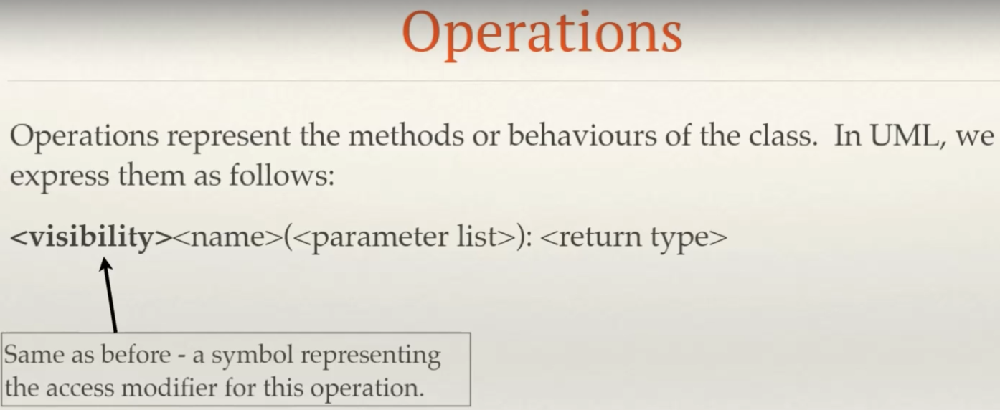 Operations
Operations represent the methods or behaviours of the class.  In UML, we
express them as follows:
<visibility><name>(<parameter list>): <return type>
Same as before - a symbol representing
the access modifier for this operation.